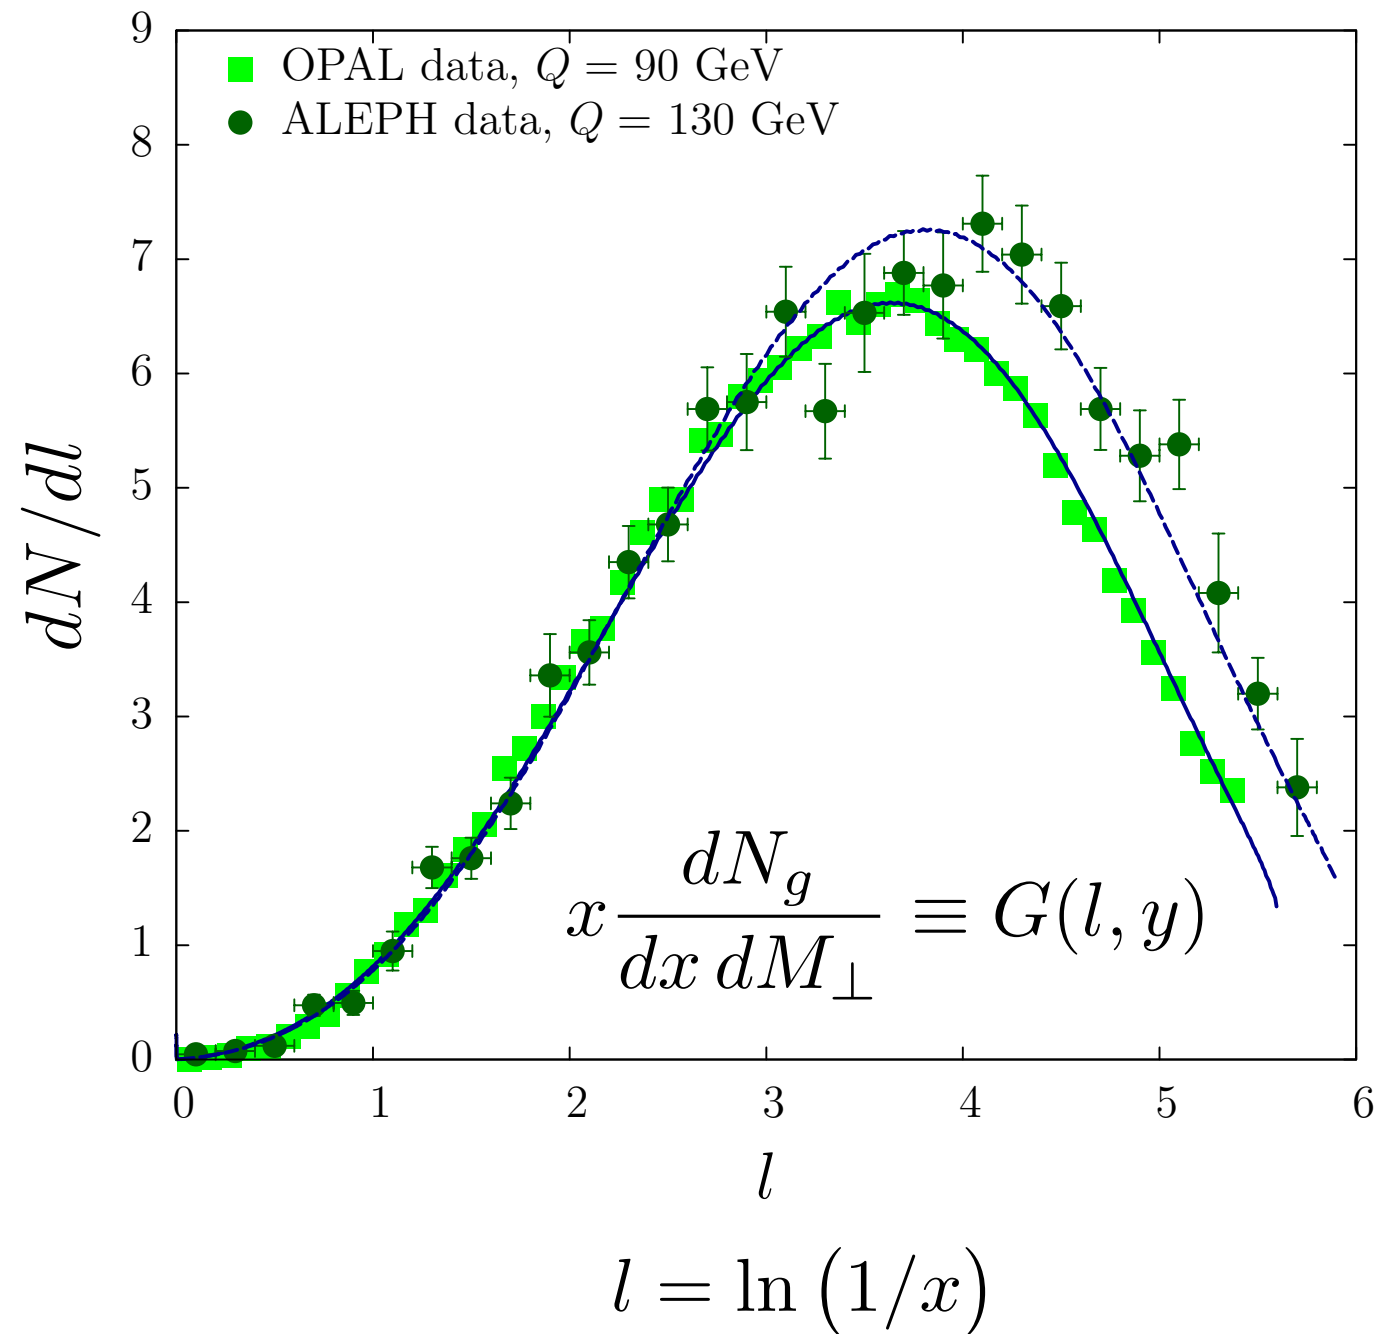 OPAL data, Q = 90 GeV
ALEPH data, Q = 130 GeV
9
8
7
6
5
4
3
2
1
0
dN/dl
x dN_g / dx dM_⊥ ≡ G(l, y)
0 1 2 3 4 5 6
l
l = ln (1/x)